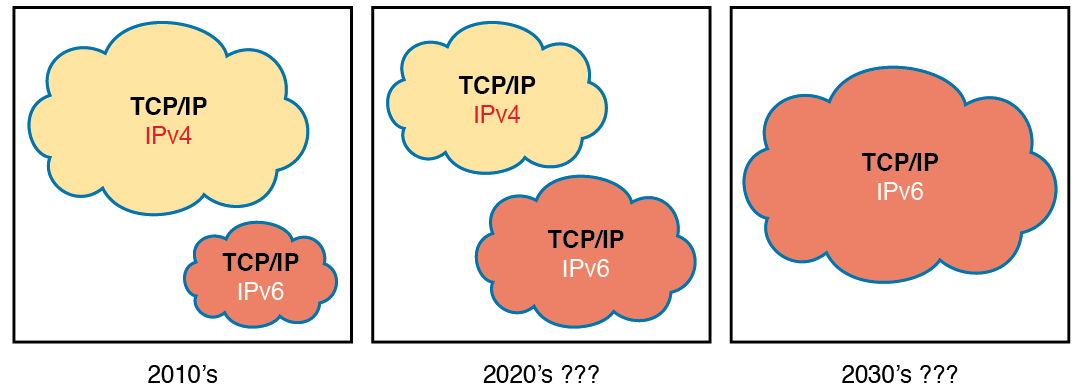 TCP/IP
IPv4
TCP/IP
IPv6
2010's
TCP/IP
IPv4
TCP/IP
IPv6
2020's ???
TCP/IP
IPv6
2030's ???